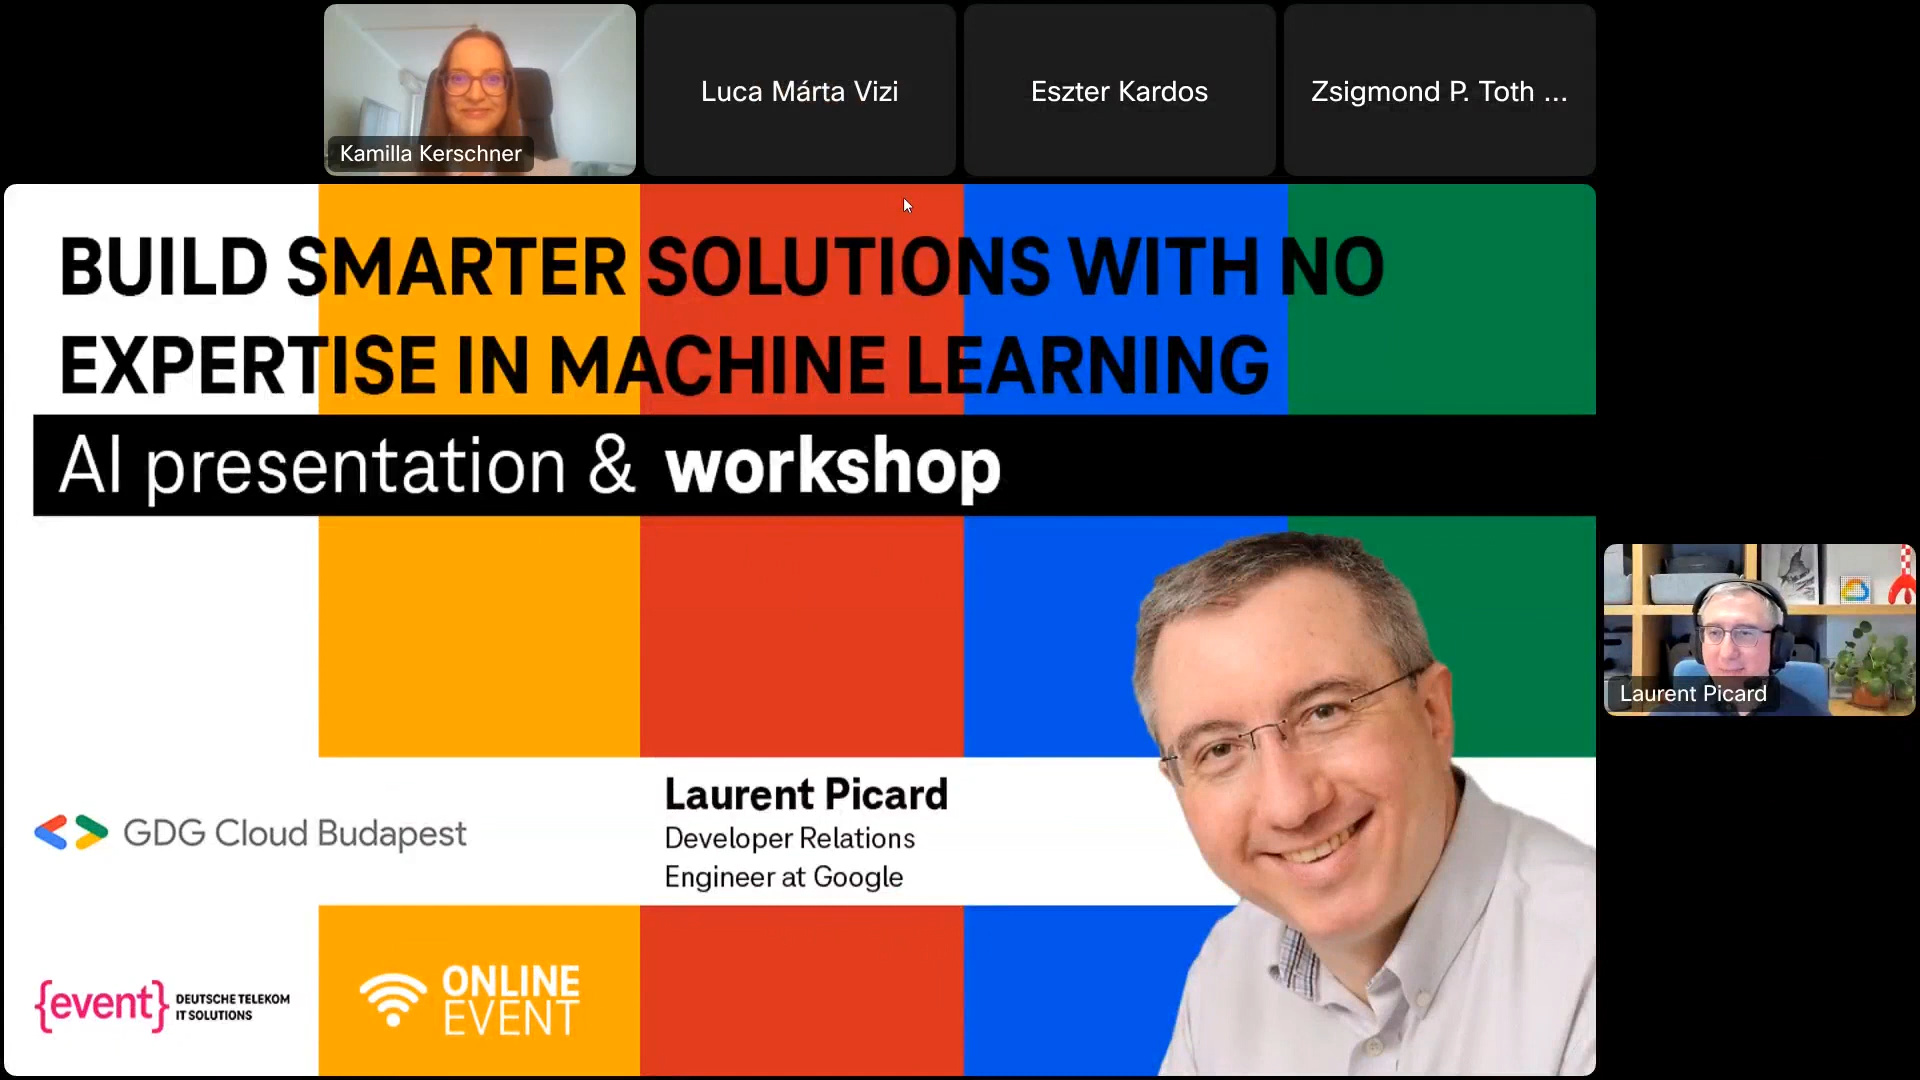 Kamilla Kerschner
Luca Márta Vizi
Eszter Kardos
Zsigmond P. Toth ...
BUILD SMARTER SOLUTIONS WITH NO
EXPERTISE IN MACHINE LEARNING
AI presentation & workshop
Laurent Picard
GDG Cloud Budapest
Laurent Picard
Developer Relations
Engineer at Google
{event} DEUTSCHE TELEKOM
IT SOLUTIONS
ONLINE
EVENT